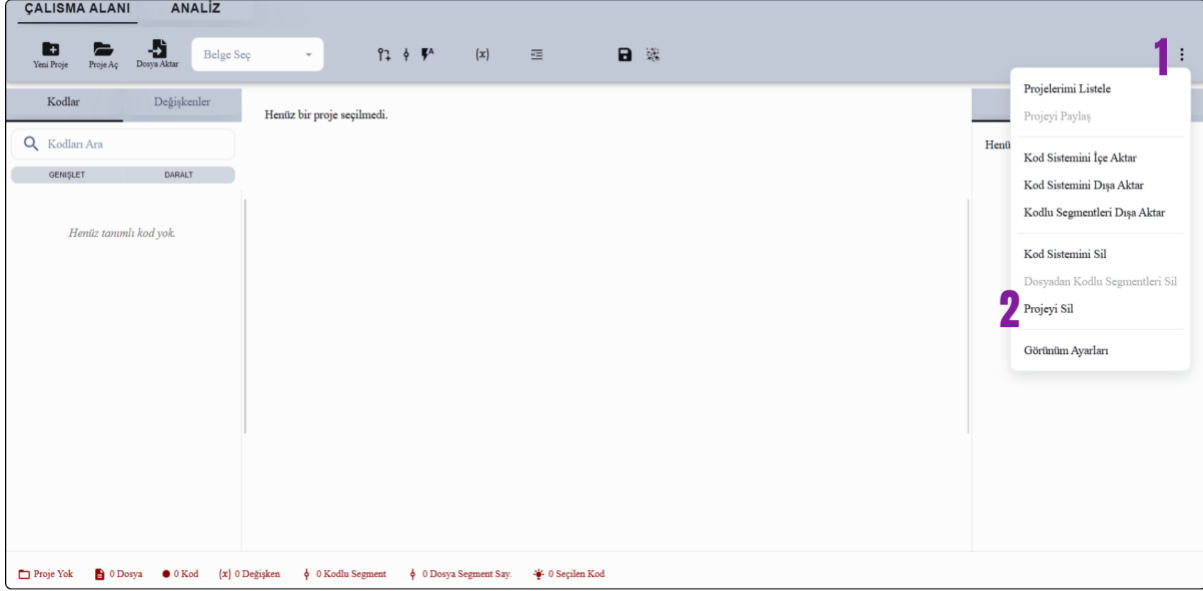 ÇALISMA ALANI
ANALİZ
Yeni Proje
Proje Aç
Dosya Aktar
Belge Seç
A
(x)
1
Kodlar
Değişkenler
Kodları Ara
GENIŞLET
DARALT
Henüz tanımlı kod yok.
Henüz bir proje seçilmedi.
Projelerimi Listele
Projeyi Paylaş
Kod Sistemini İçe Aktar
Kod Sistemini Dışa Aktar
Kodlu Segmentleri Dışa Aktar
Kod Sistemini Sil
Dosyadan Kodlu Segmentleri Sil
2
Projeyi Sil
Görünüm Ayarları
Proje Yok
0 Dosya
0 Kod
(x) 0 Değişken
0 Kodlu Segment
0 Dosya Segment Say.
0 Seçilen Kod